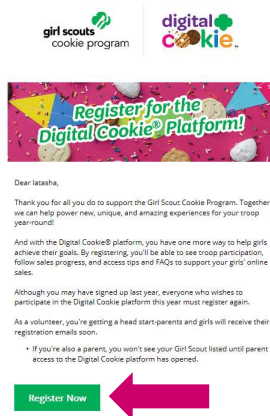 girl scouts
cookie program
digital
cookie.
Register for the
Digital Cookie® Platform!
Dear latasha,
Thank you for all you do to support the Girl Scout Cookie Program. Together
we can help power new, unique, and amazing experiences for your troop
year-round!
And with the Digital Cookie® platform, you have one more way to help girls
achieve their goals. By registering, you'll be able to see troop participation,
follow sales progress, and access tips and FAQs to support your girls' online
sales.
Although you may have signed up last year, everyone who wishes to
participate in the Digital Cookie platform this year must register again.
As a volunteer, you're getting a head start-parents and girls will receive their
registration emails soon.
• If you're also a parent, you won't see your Girl Scout listed until parent
access to the Digital Cookie platform has opened.
Register Now